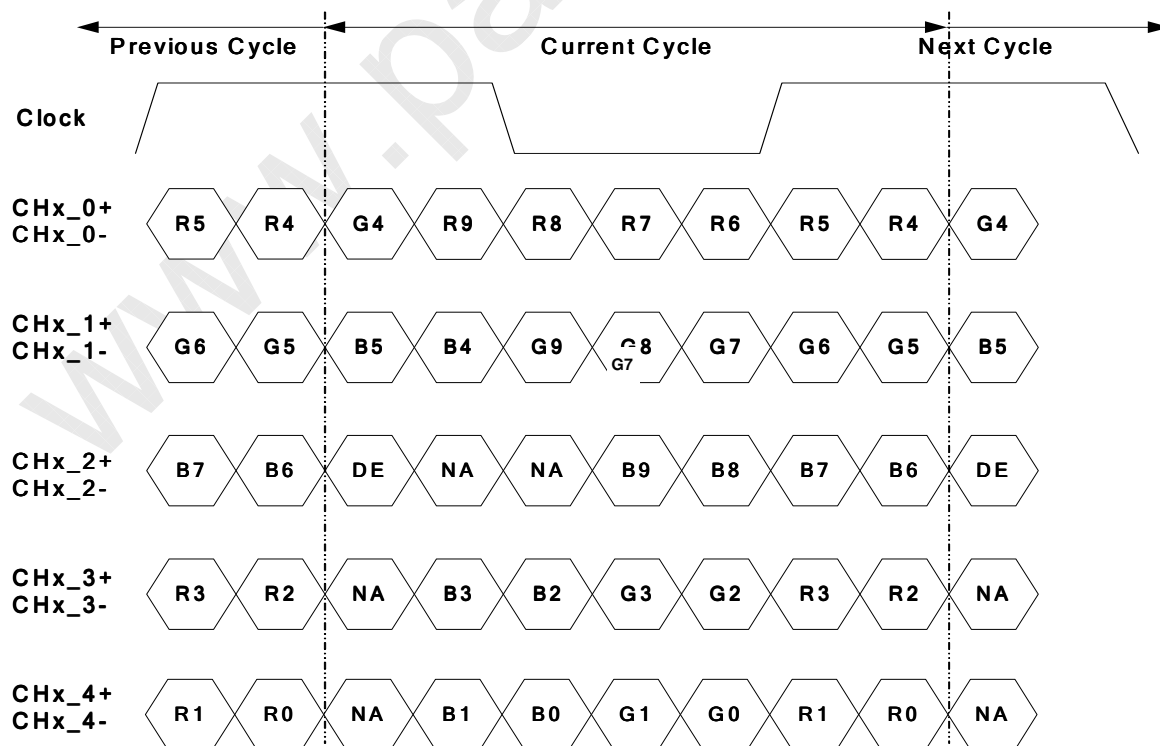 Previous Cycle Current Cycle Next Cycle
Clock
CHx_0+
CHx_0-
R5 R4 G4 R9 R8 R7 R6 R5 R4 G4
CHx_1+
CHx_1-
G6 G5 B5 B4 G9 G8 G7 G6 G5 B5
G7
CHx_2+
CHx_2-
B7 B6 DE NA NA B9 B8 B7 B6 DE
CHx_3+
CHx_3-
R3 R2 NA B3 B2 G3 G2 R3 R2 NA
CHx_4+
CHx_4-
R1 R0 NA B1 B0 G1 G0 R1 R0 NA
www.pa